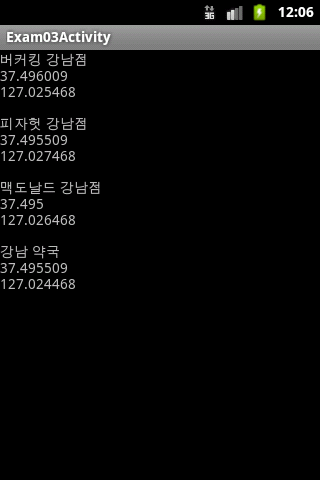 3G
12:06
Exam03Activity
버커킹 강남점
37.496009
127.025468
피자헛 강남점
37.495509
127.027468
맥도날드 강남점
37.495
127.026468
강남 약국
37.495509
127.024468